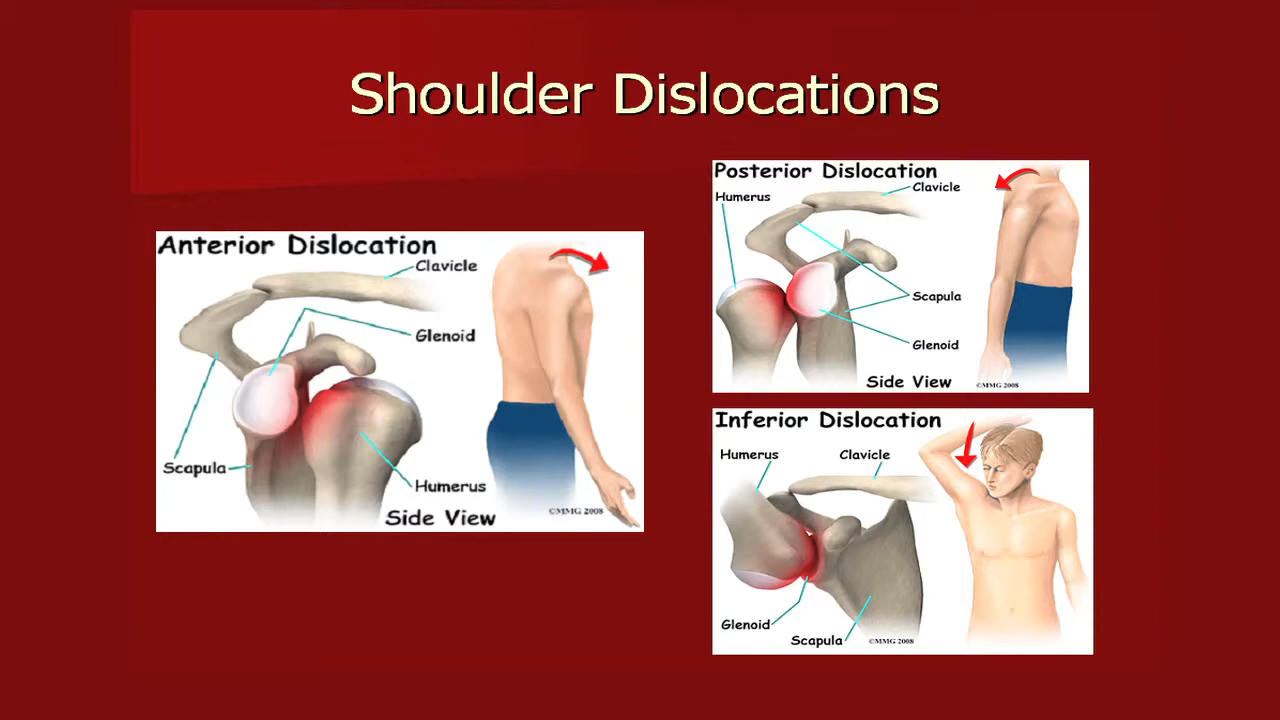 Shoulder Dislocations
Anterior Dislocation
Clavicle
Glenoid
Scapula
Humerus
Side View
©MMG 2008
Posterior Dislocation
Clavicle
Humerus
Scapula
Glenoid
Side View
©MMG 2008
Inferior Dislocation
Humerus
Clavicle
Glenoid
Scapula
©MMG 2008